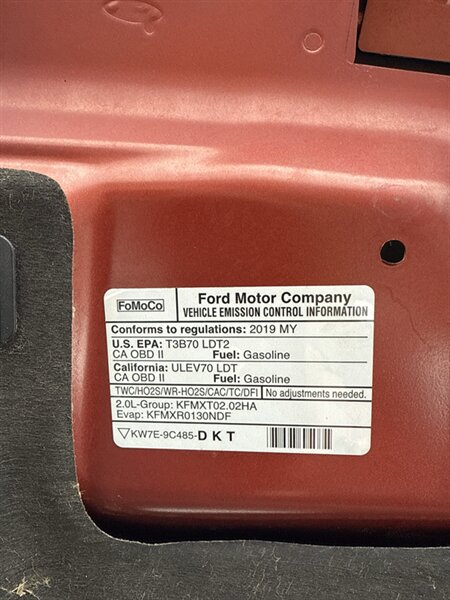 FoMoCo
Ford Motor Company
VEHICLE EMISSION CONTROL INFORMATION
Conforms to regulations: 2019 MY
U.S. EPA: T3B70 LDT2
CA OBD II Fuel: Gasoline
California: ULEV70 LDT
CA OBD II Fuel: Gasoline
TWC/HO2S/WR-HO2S/CAC/TC/DFI No adjustments needed.
2.0L-Group: KFMXT02.02HA
Evap: KFMXR0130NDF
KW7E-9C485-DKT